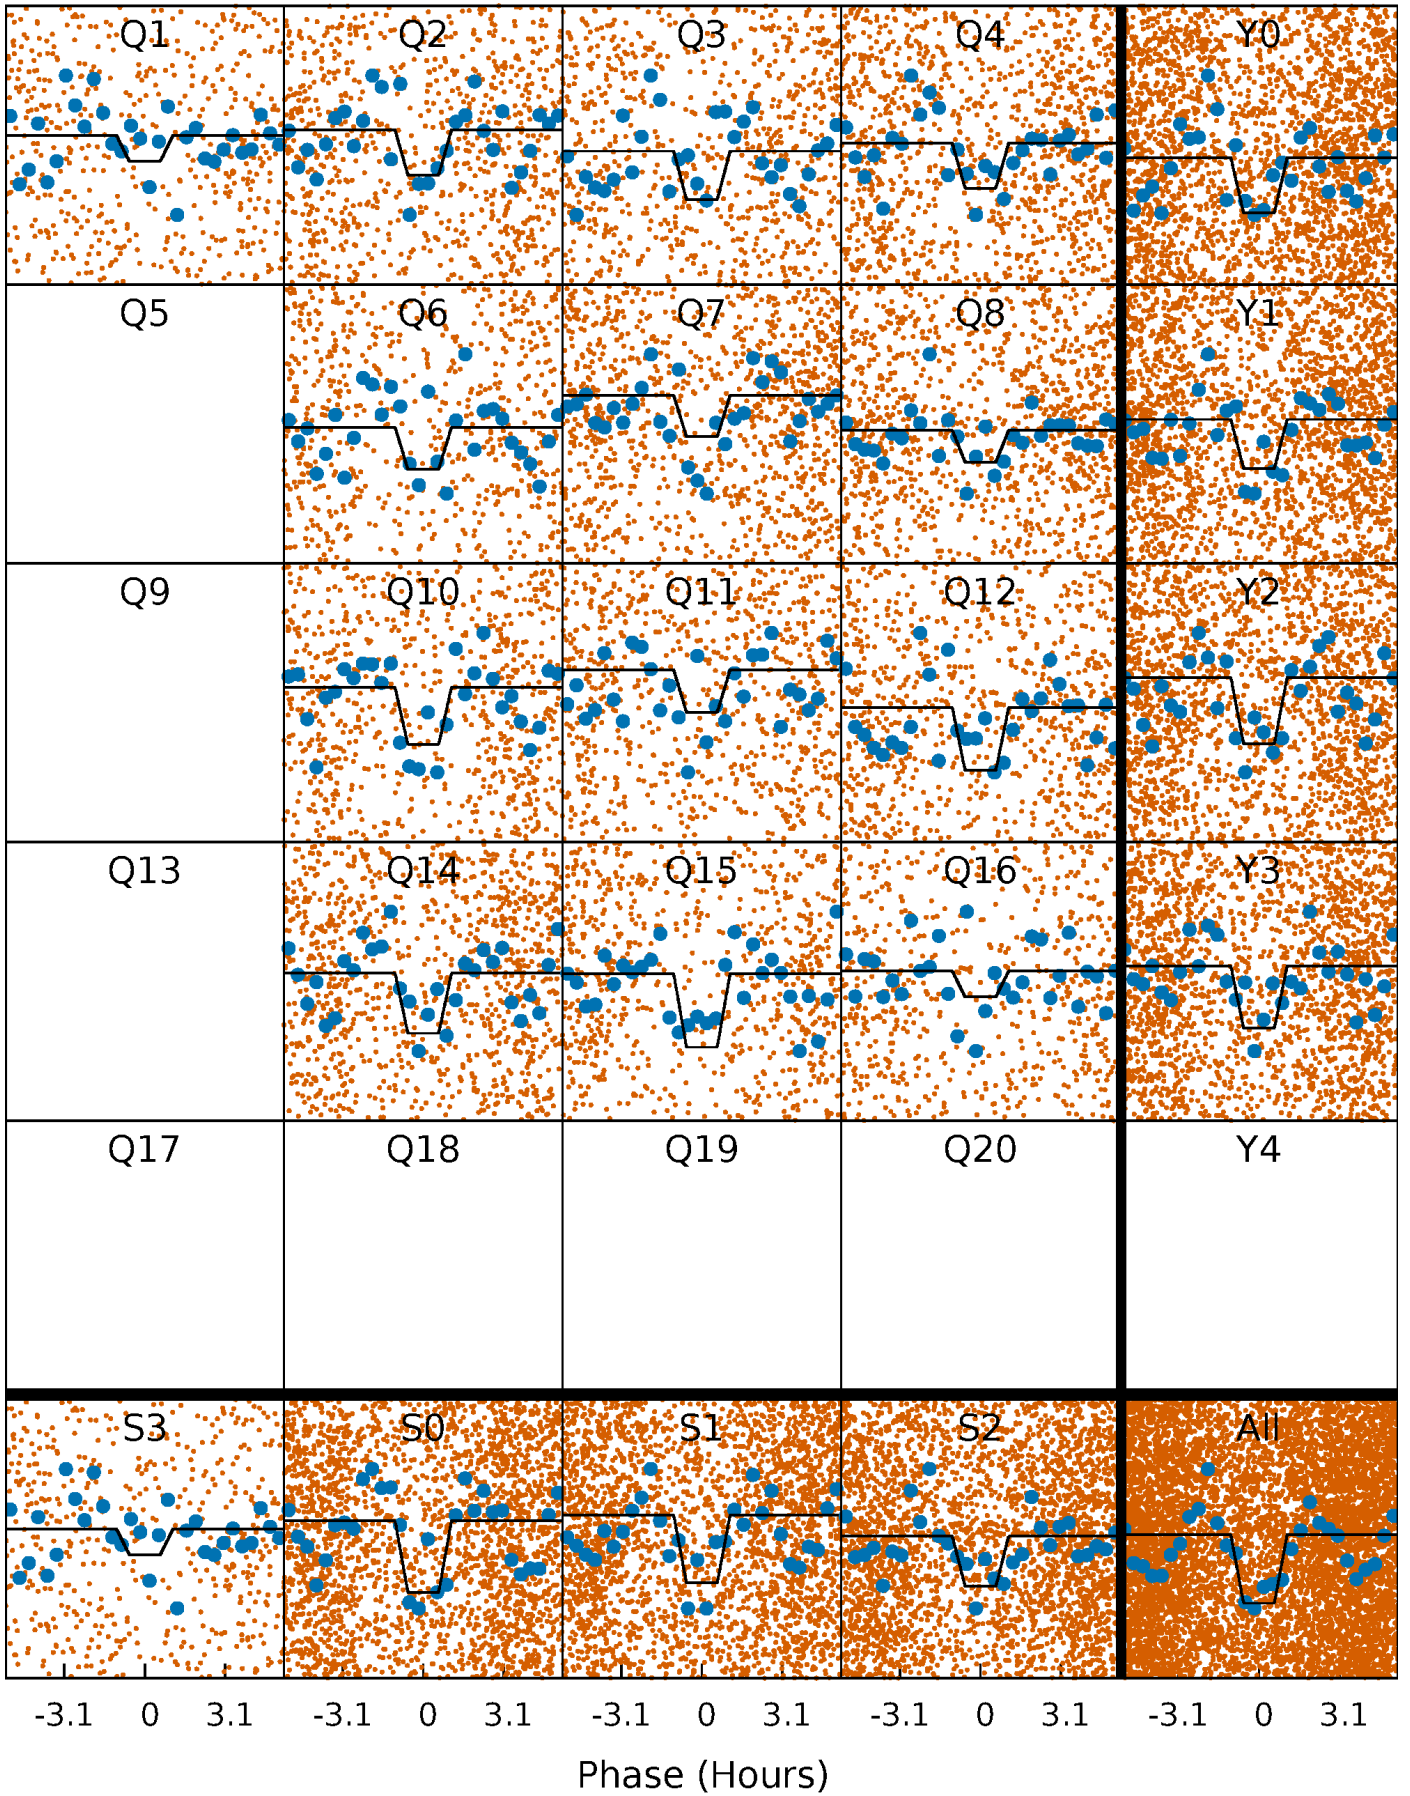 Q1 Q2 Q3 Q4 Y0
Q5 Q6 Q7 Q8 Y1
Q9 Q10 Q11 Q12 Y2
Q13 Q14 Q15 Q16 Y3
Q17 Q18 Q19 Q20 Y4
S3 S0 S1 S2 All
-3.1 0 3.1 -3.1 0 3.1 -3.1 0 3.1 -3.1 0 3.1 -3.1 0 3.1
Phase (Hours)